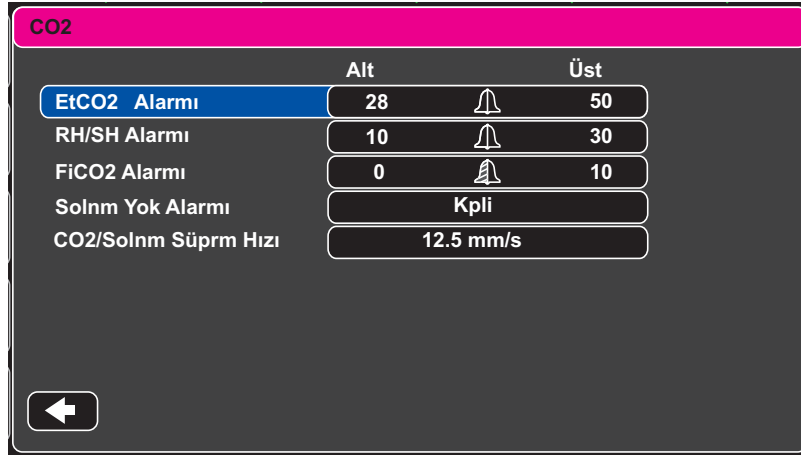 CO2
Alt Üst
EtCO2 Alarmı 28 50
RH/SH Alarmı 10 30
FiCO2 Alarmı 0 10
Solnm Yok Alarmı Kpli
CO2/Solnm Süprm Hızı 12.5 mm/s